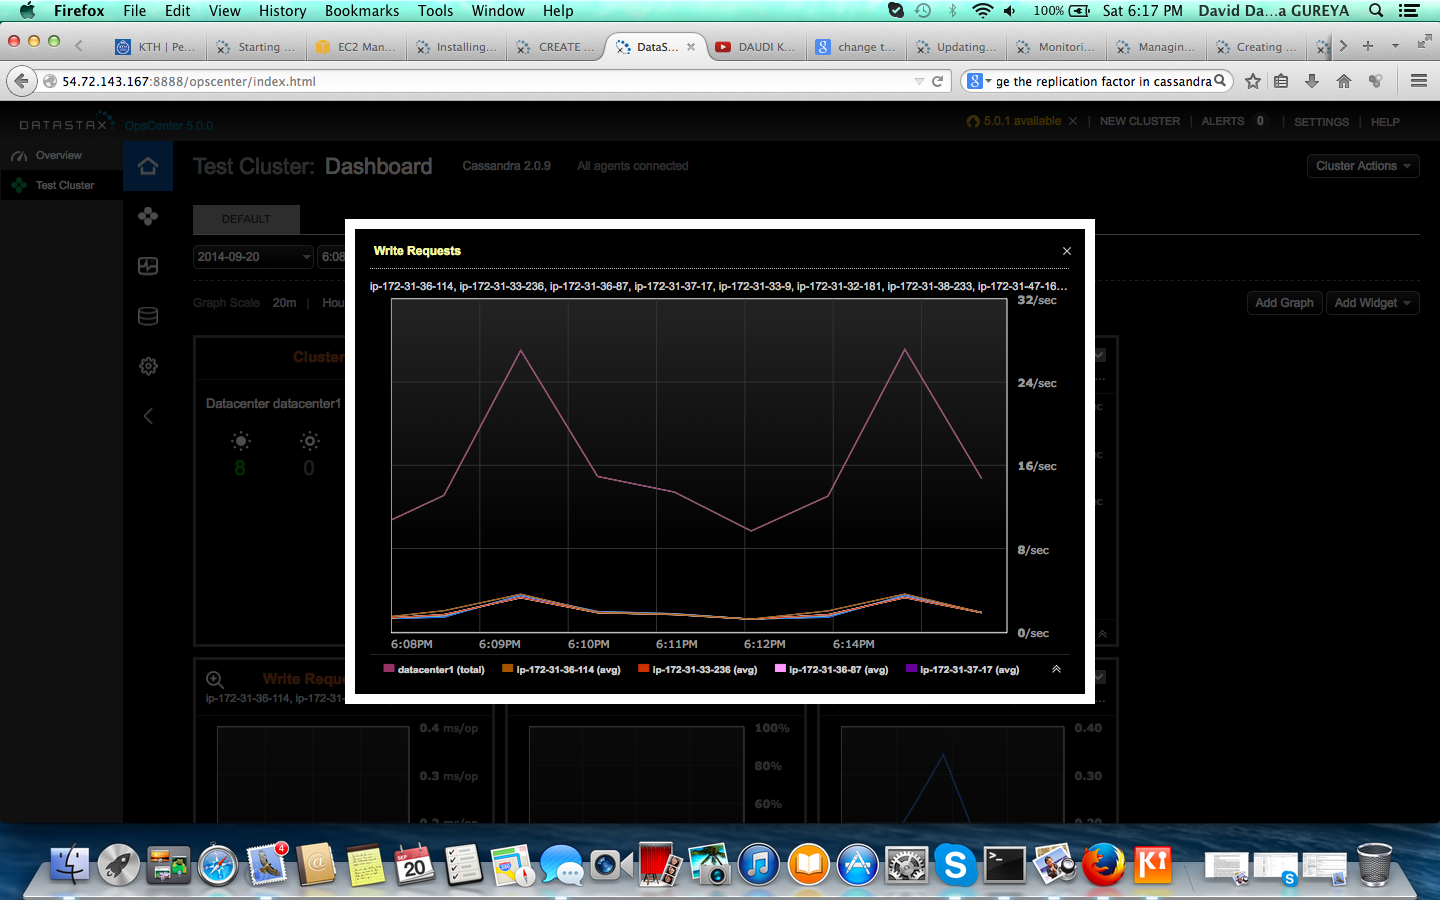 Firefox File Edit View History Bookmarks Tools Window Help 100% Sat 6:17 PM David Da...a GUREYA
KTH | Pe... Starting ... EC2 Man... Installing,... CREATE ... DataS... DAUDI K... change t... Updating,... Monitori... Managin... Creating ...
54.72.143.167:8888/opscenter/index.html ge the replication factor in cassandra
DATASTAX OpsCenter 5.0.0 5.0.1 available × | NEW CLUSTER | ALERTS 0 | SETTINGS | HELP
Overview
Test Cluster
Test Cluster: Dashboard Cassandra 2.0.9 All agents connected Cluster Actions
DEFAULT
2014-09-20 6:08
Graph Scale 20m | Hou Add Graph Add Widget
Cluster
Datacenter datacenter1
8 0
Write Requests ×
ip-172-31-36-114, ip-172-31-33-236, ip-172-31-36-87, ip-172-31-37-17, ip-172-31-33-9, ip-172-31-32-181, ip-172-31-38-233, ip-172-31-47-16...
32/sec
24/sec
16/sec
8/sec
0/sec
6:08PM 6:09PM 6:10PM 6:11PM 6:12PM 6:14PM
datacenter1 (total) ip-172-31-36-114 (avg) ip-172-31-33-236 (avg) ip-172-31-36-87 (avg) ip-172-31-37-17 (avg)
Write Requ
ip-172-31-36-114, ip-172-31
0.4 ms/op 100% 0.40
0.3 ms/op 80% 0.30
60%
4
SEP
20